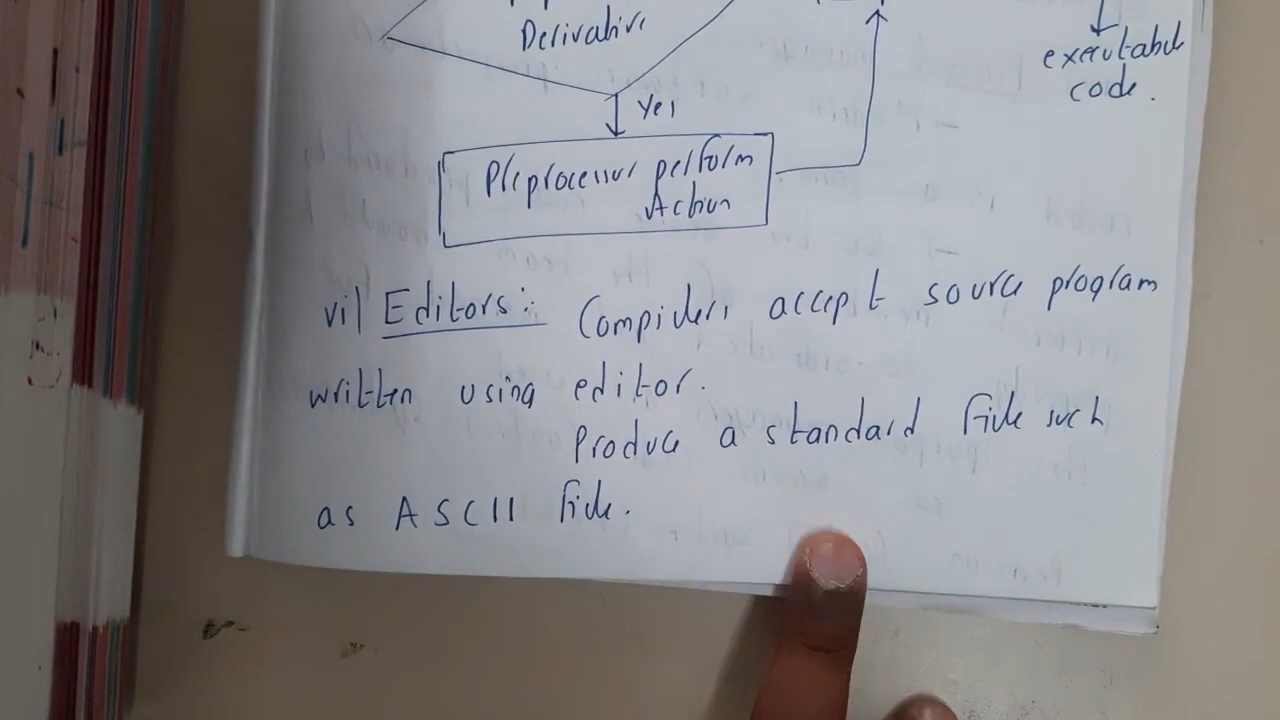 Derivative
executable
code.
Yes
Preprocessor perform
Action
vi) Editors:- Compilers accept source program
written using editor.
Produce a standard file such
as ASCII file.